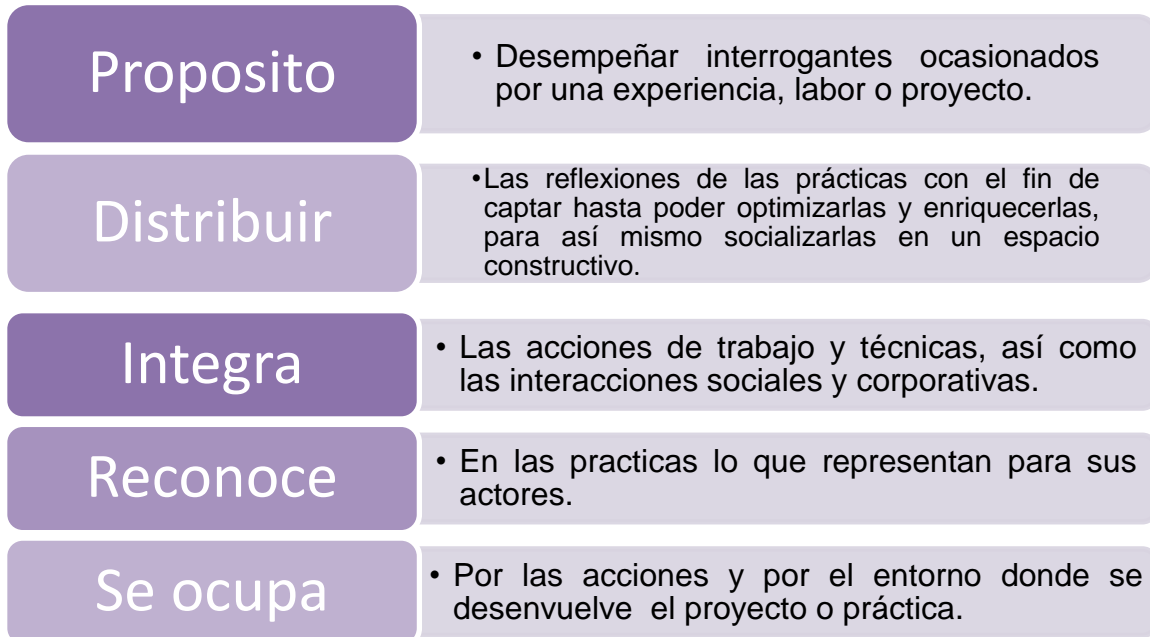 Proposito
• Desempeñar interrogantes ocasionados
por una experiencia, labor o proyecto.
Distribuir
•Las reflexiones de las prácticas con el fin de
captar hasta poder optimizarlas y enriquecerlas,
para así mismo socializarlas en un espacio
constructivo.
Integra
• Las acciones de trabajo y técnicas, así como
las interacciones sociales y corporativas.
Reconoce
• En las practicas lo que representan para sus
actores.
Se ocupa
• Por las acciones y por el entorno donde se
desenvuelve el proyecto o práctica.